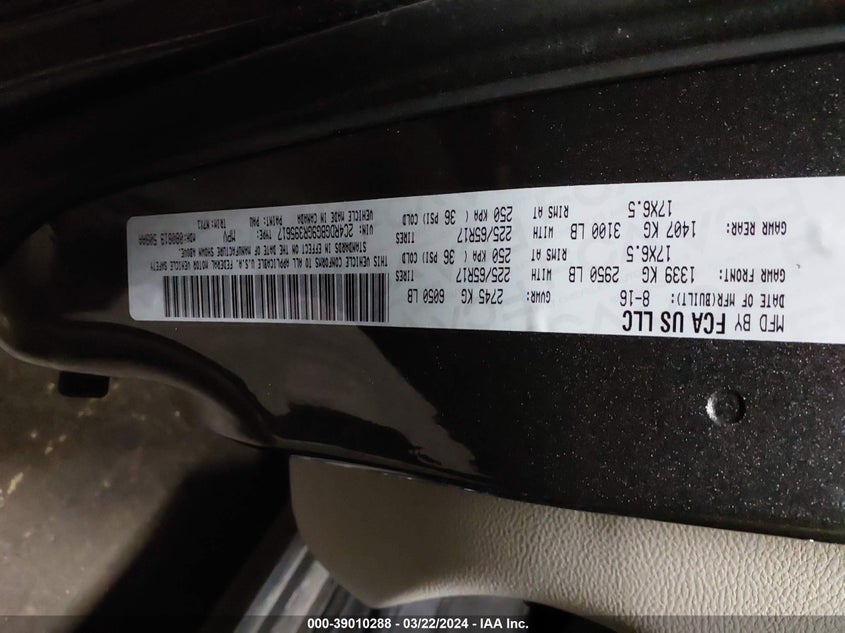 MFD BY FCA US LLC
DATE OF MFR(BUILT): 8-16 GVWR: 2745 KG 6050 LB
GAWR FRONT: 1339 KG 2950 LB WITH 225/65R17 TIRES
17X6.5 RIMS AT 250 KPA ( 36 PSI) COLD
GAWR REAR: 1407 KG 3100 LB WITH 225/65R17 TIRES
17X6.5 RIMS AT 250 KPA ( 36 PSI) COLD
THIS VEHICLE CONFORMS TO ALL APPLICABLE U.S.A. FEDERAL MOTOR VEHICLE SAFETY
STANDARDS IN EFFECT ON THE DATE OF MANUFACTURE SHOWN ABOVE.
VIN: TYPE: MPV
VEHICLE MADE IN CANADA PAINT: TRIM:
000-39010288 - 03/22/2024 - IAA Inc.